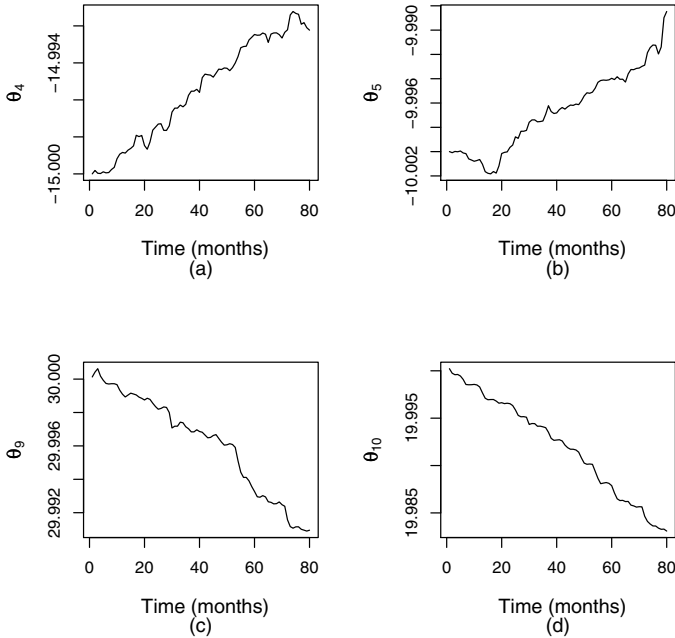 θ4
−14.994
−15.000
0 20 40 60 80
Time (months)
(a)
θ5
−9.990
−9.996
−10.002
0 20 40 60 80
Time (months)
(b)
θ9
30.000
29.996
29.992
0 20 40 60 80
Time (months)
(c)
θ10
19.995
19.985
0 20 40 60 80
Time (months)
(d)